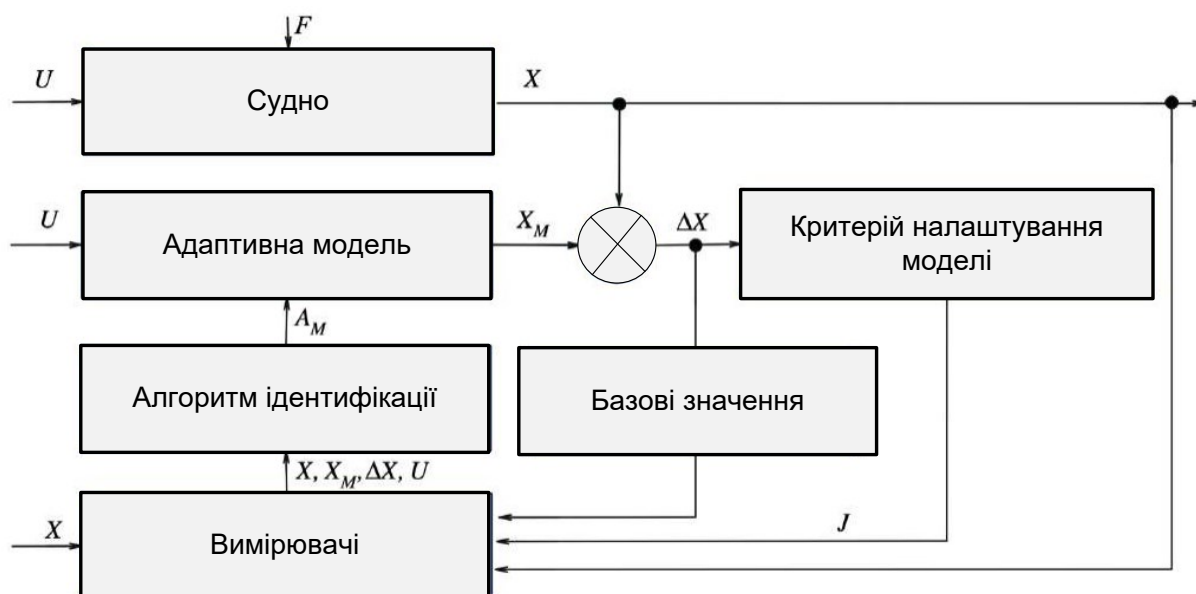 F
U
X
Судно
U
X_M
ΔX
Адаптивна модель
Критерій налаштування
моделі
A_M
Алгоритм ідентифікації
Базові значення
X, X_M, ΔX, U
X
J
Вимірювачі